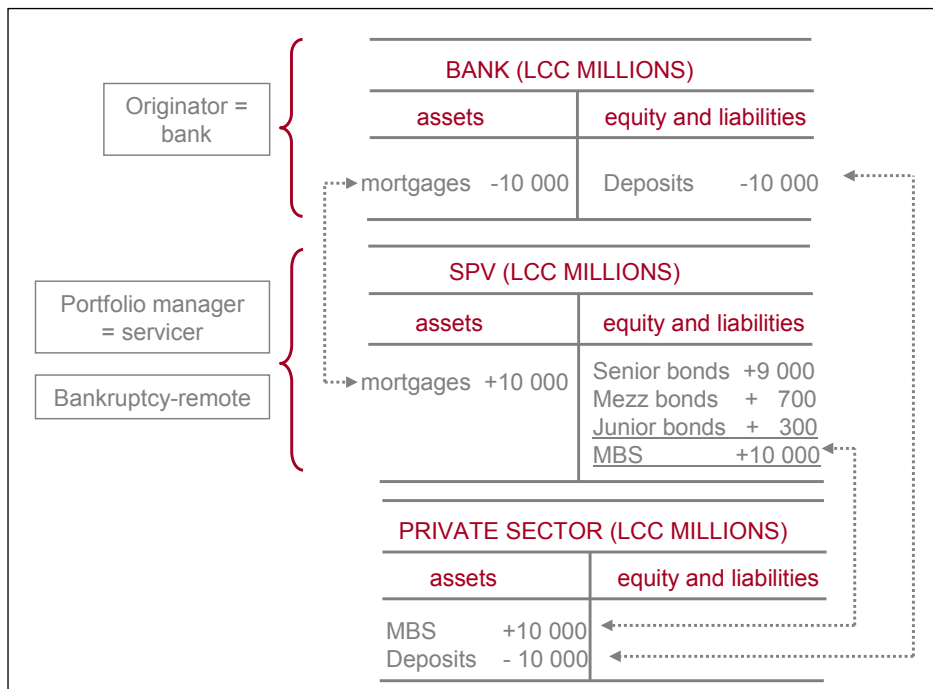 BANK (LCC MILLIONS)
Originator =
bank
assets equity and liabilities
mortgages -10 000 Deposits -10 000
SPV (LCC MILLIONS)
Portfolio manager
= servicer
Bankruptcy-remote
assets equity and liabilities
mortgages +10 000
Senior bonds +9 000
Mezz bonds + 700
Junior bonds + 300
MBS +10 000
PRIVATE SECTOR (LCC MILLIONS)
assets equity and liabilities
MBS +10 000
Deposits - 10 000